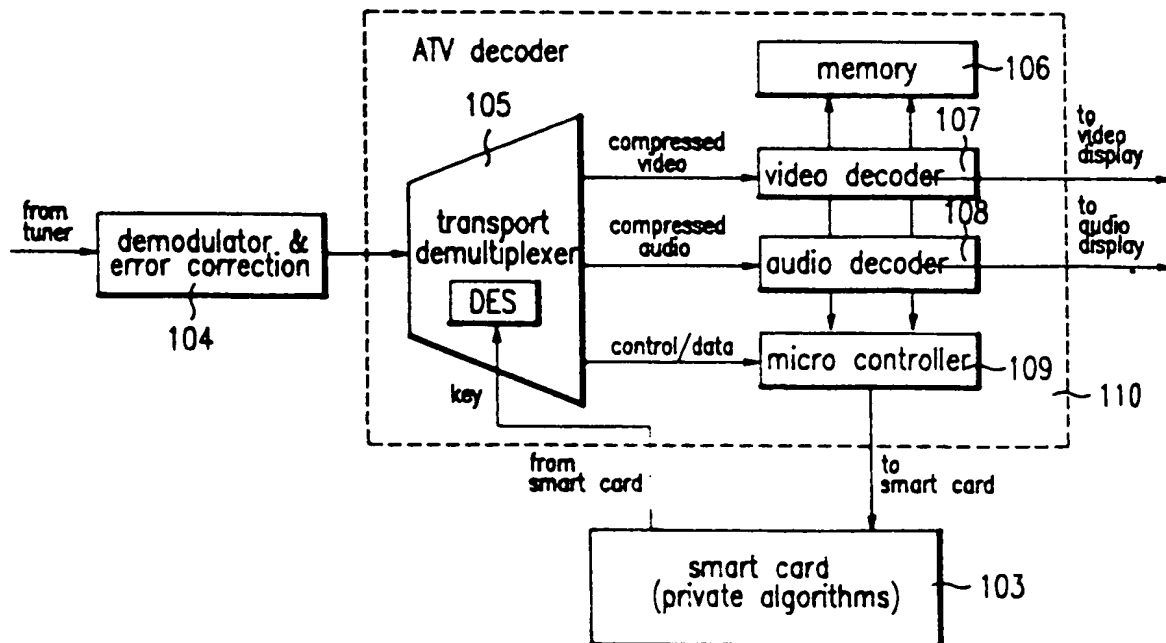 ATV decoder
memory
106
105
compressed
video
107
to
video
display
video decoder
from
tuner
demodulator &
error correction
104
transport
demultiplexer
DES
compressed
audio
108
to
audio
display
audio decoder
control/data
micro controller
109
110
key
from
smart card
to
smart card
smart card
(private algorithms)
103